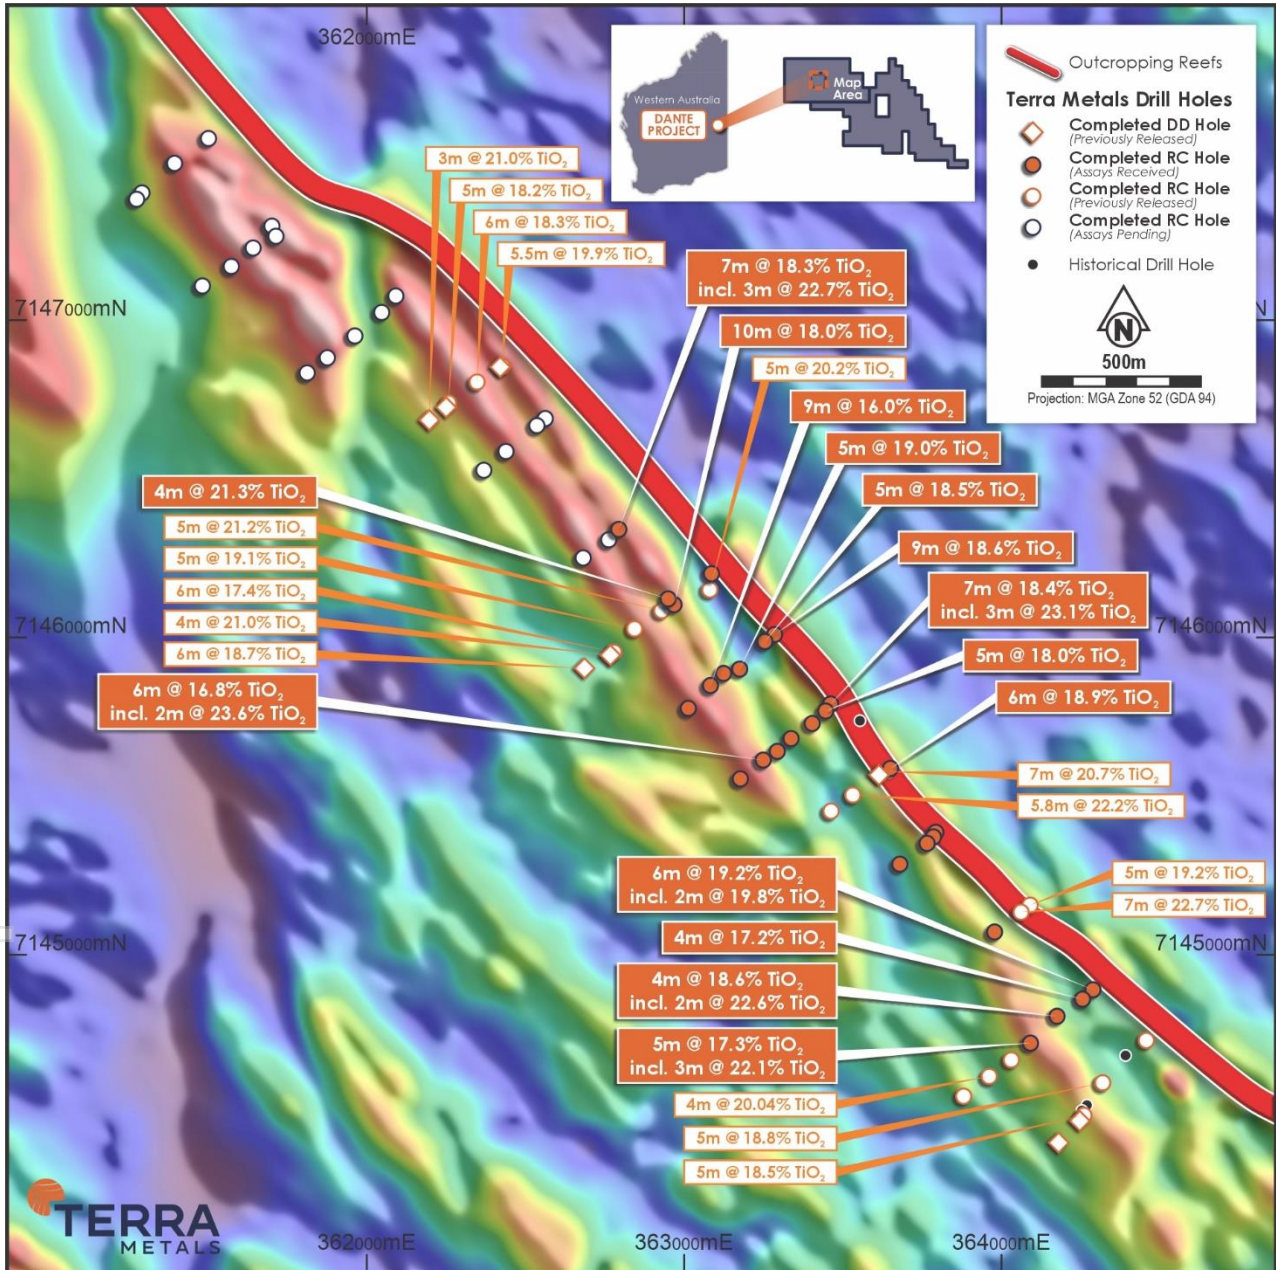 362000mE
Western Australia
DANTE
PROJECT
Map
Area
Outcropping Reefs
Terra Metals Drill Holes
Completed DD Hole
(Previously Released)
Completed RC Hole
(Assays Received)
Completed RC Hole
(Previously Released)
Completed RC Hole
(Assays Pending)
Historical Drill Hole
N
500m
Projection: MGA Zone 52 (GDA 94)
3m @ 21.0% TiO₂
5m @ 18.2% TiO₂
6m @ 18.3% TiO₂
5.5m @ 19.9% TiO₂
7m @ 18.3% TiO₂
incl. 3m @ 22.7% TiO₂
7147000mN
N
10m @ 18.0% TiO₂
5m @ 20.2% TiO₂
9m @ 16.0% TiO₂
5m @ 19.0% TiO₂
5m @ 18.5% TiO₂
4m @ 21.3% TiO₂
5m @ 21.2% TiO₂
5m @ 19.1% TiO₂
6m @ 17.4% TiO₂
4m @ 21.0% TiO₂
6m @ 18.7% TiO₂
6m @ 16.8% TiO₂
incl. 2m @ 23.6% TiO₂
9m @ 18.6% TiO₂
7m @ 18.4% TiO₂
incl. 3m @ 23.1% TiO₂
7146000mN
7146000mN
5m @ 18.0% TiO₂
6m @ 18.9% TiO₂
7m @ 20.7% TiO₂
5.8m @ 22.2% TiO₂
5m @ 19.2% TiO₂
7m @ 22.7% TiO₂
6m @ 19.2% TiO₂
incl. 2m @ 19.8% TiO₂
4m @ 17.2% TiO₂
7145000mN
7145000mN
4m @ 18.6% TiO₂
incl. 2m @ 22.6% TiO₂
5m @ 17.3% TiO₂
incl. 3m @ 22.1% TiO₂
4m @ 20.04% TiO₂
5m @ 18.8% TiO₂
5m @ 18.5% TiO₂
TERRA
METALS
362000mE
363000mE
364000mE